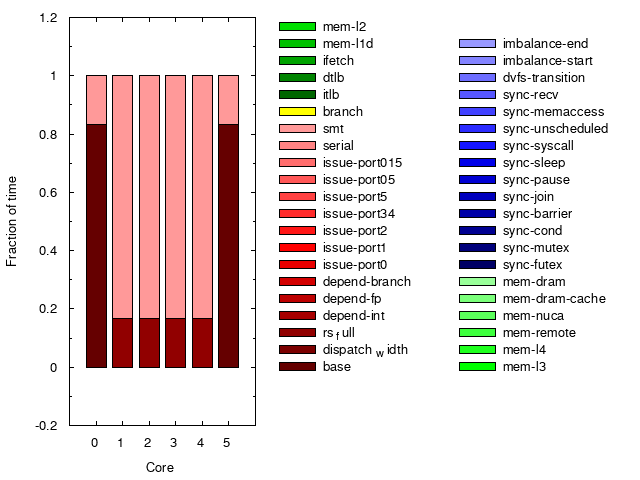 1.2
1
0.8
0.6
0.4
0.2
0
-0.2
Fraction of time
0 1 2 3 4 5
Core
mem-l2
mem-l1d
ifetch
dtlb
itlb
branch
smt
serial
issue-port015
issue-port05
issue-port5
issue-port34
issue-port2
issue-port1
issue-port0
depend-branch
depend-fp
depend-int
rsfull
dispatchwidth
base
imbalance-end
imbalance-start
dvfs-transition
sync-recv
sync-memaccess
sync-unscheduled
sync-syscall
sync-sleep
sync-pause
sync-join
sync-barrier
sync-cond
sync-mutex
sync-futex
mem-dram
mem-dram-cache
mem-nuca
mem-remote
mem-l4
mem-l3